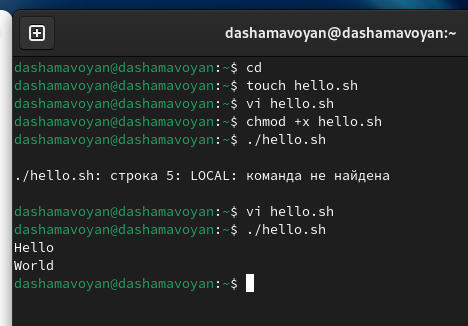 dashamavoyan@dashamavoyan:~
dashamavoyan@dashamavoyan:~$ cd
dashamavoyan@dashamavoyan:~$ touch hello.sh
dashamavoyan@dashamavoyan:~$ vi hello.sh
dashamavoyan@dashamavoyan:~$ chmod +x hello.sh
dashamavoyan@dashamavoyan:~$ ./hello.sh
./hello.sh: строка 5: LOCAL: команда не найдена
dashamavoyan@dashamavoyan:~$ vi hello.sh
dashamavoyan@dashamavoyan:~$ ./hello.sh
Hello
World
dashamavoyan@dashamavoyan:~$